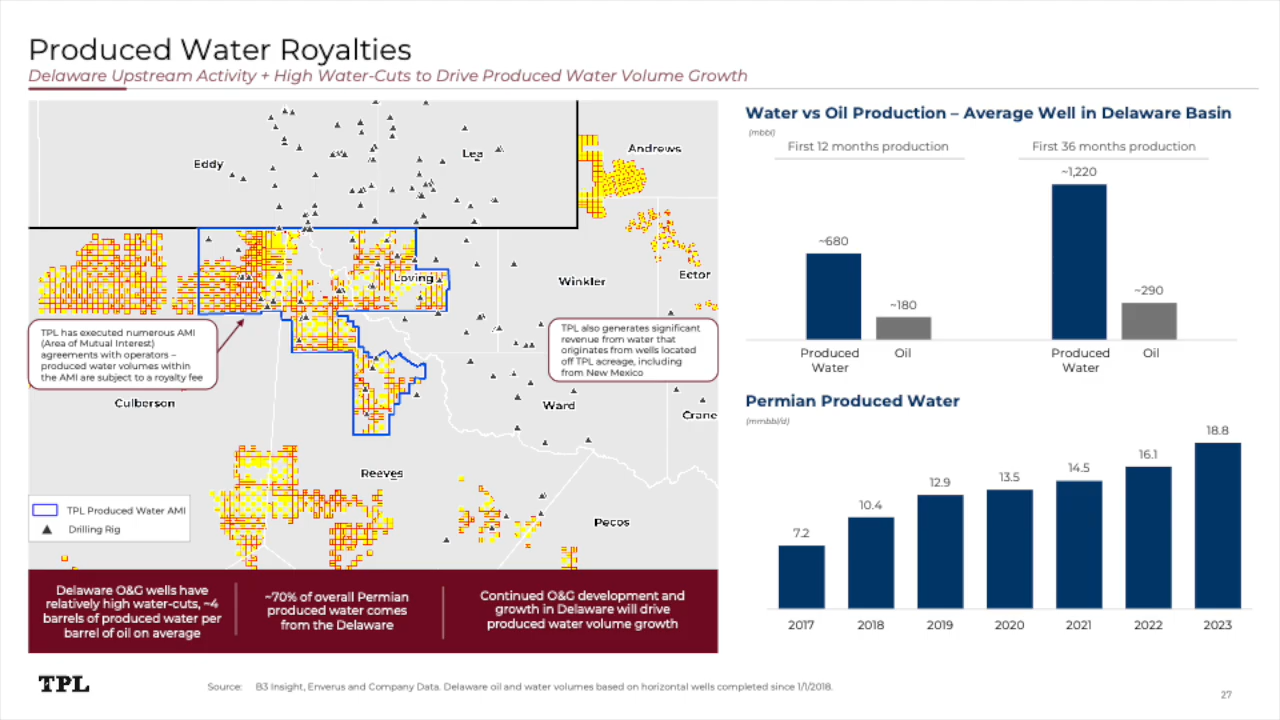 Produced Water Royalties
Delaware Upstream Activity + High Water-Cuts to Drive Produced Water Volume Growth
Eddy
Lea
Andrews
Loving
Winkler
Ector
TPL has executed numerous AMI
(Area of Mutual Interest)
agreements with operators –
produced water volumes within
the AMI are subject to a royalty fee
TPL also generates significant
revenue from water that
originates from wells located
off TPL acreage, including
from New Mexico
Culberson
Ward
Crane
Reeves
Pecos
TPL Produced Water AMI
Drilling Rig
Delaware O&G wells have
relatively high water-cuts, ~4
barrels of produced water per
barrel of oil on average
~70% of overall Permian
produced water comes
from the Delaware
Continued O&G development and
growth in Delaware will drive
produced water volume growth
Water vs Oil Production – Average Well in Delaware Basin
(mbbl)
First 12 months production
First 36 months production
~680
~180
~1,220
~290
Produced
Water
Oil
Produced
Water
Oil
Permian Produced Water
(mmbbl/d)
7.2
10.4
12.9
13.5
14.5
16.1
18.8
2017
2018
2019
2020
2021
2022
2023
TPL
Source: B3 Insight, Enverus and Company Data. Delaware oil and water volumes based on horizontal wells completed since 1/1/2018.
27